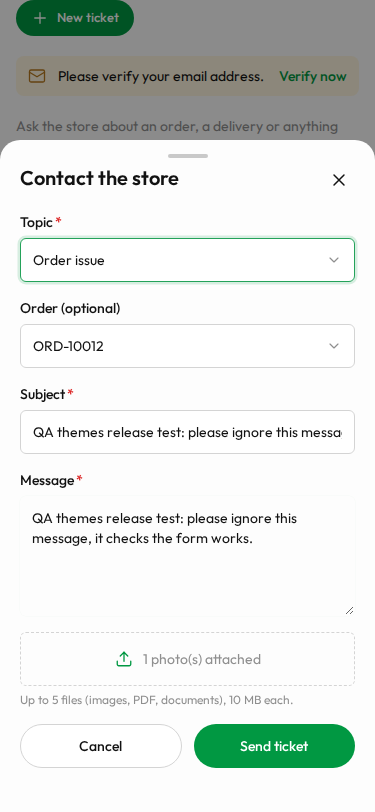 New ticket
Please verify your email address. Verify now
Ask the store about an order, a delivery or anything
Contact the store
Topic *
Order issue
Order (optional)
ORD-10012
Subject *
QA themes release test: please ignore this messa
Message *
QA themes release test: please ignore this
message, it checks the form works.
1 photo(s) attached
Up to 5 files (images, PDF, documents), 10 MB each.
Cancel
Send ticket